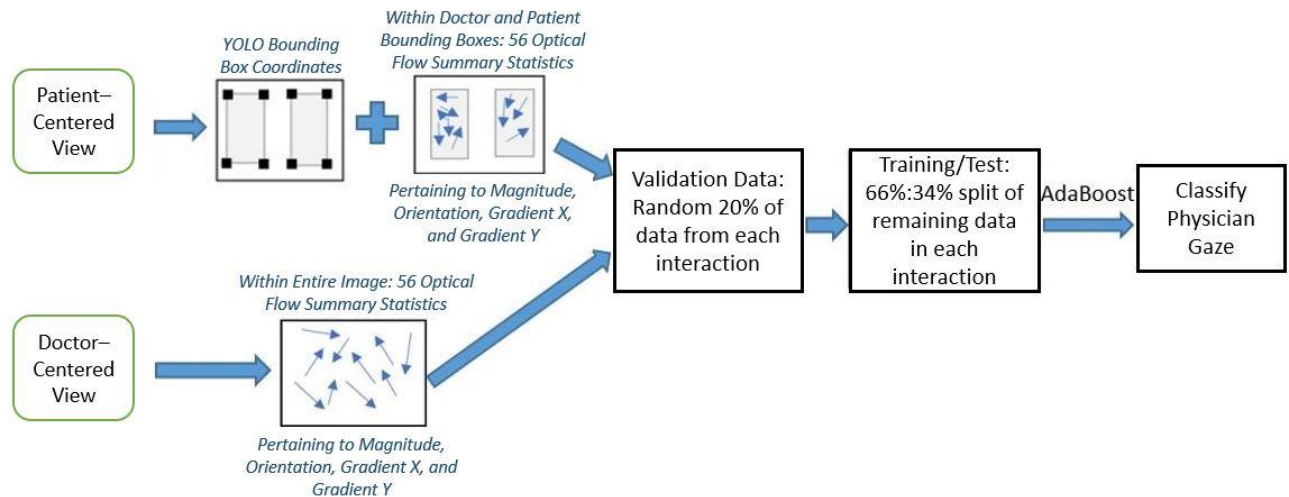 Patient–
Centered
View
YOLO Bounding
Box Coordinates
Within Doctor and Patient
Bounding Boxes: 56 Optical
Flow Summary Statistics
Pertaining to Magnitude,
Orientation, Gradient X,
and Gradient Y
Doctor–
Centered
View
Within Entire Image: 56 Optical
Flow Summary Statistics
Pertaining to Magnitude,
Orientation, Gradient X, and
Gradient Y
Validation Data:
Random 20% of
data from each
interaction
Training/Test:
66%:34% split of
remaining data
in each
interaction
AdaBoost
Classify
Physician
Gaze